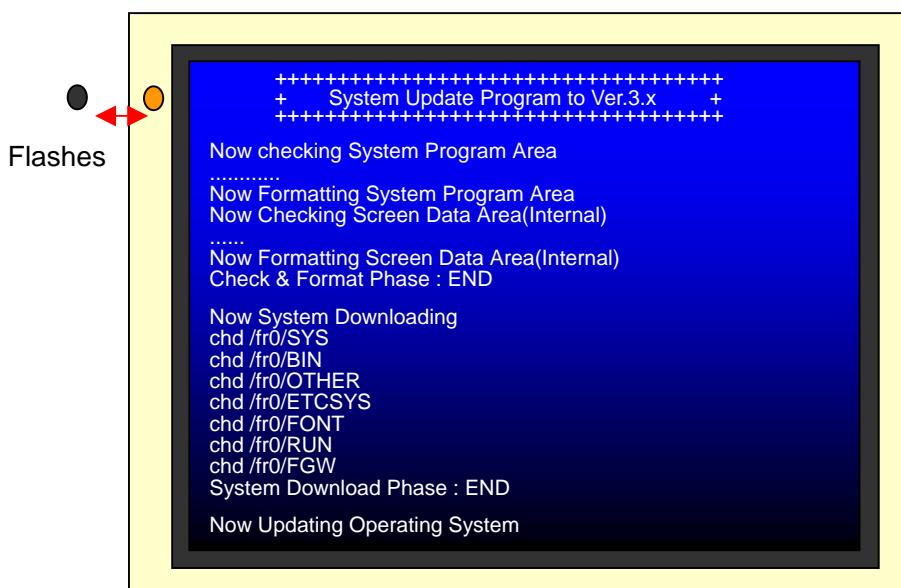 +++++++++++++++++++++++++++++++++++++
+ System Update Program to Ver.3.x +
+++++++++++++++++++++++++++++++++++++
Flashes
Now checking System Program Area
............
Now Formatting System Program Area
Now Checking Screen Data Area(Internal)
......
Now Formatting Screen Data Area(Internal)
Check & Format Phase : END
Now System Downloading
chd /fr0/SYS
chd /fr0/BIN
chd /fr0/OTHER
chd /fr0/ETCSYS
chd /fr0/FONT
chd /fr0/RUN
chd /fr0/FGW
System Download Phase : END
Now Updating Operating System